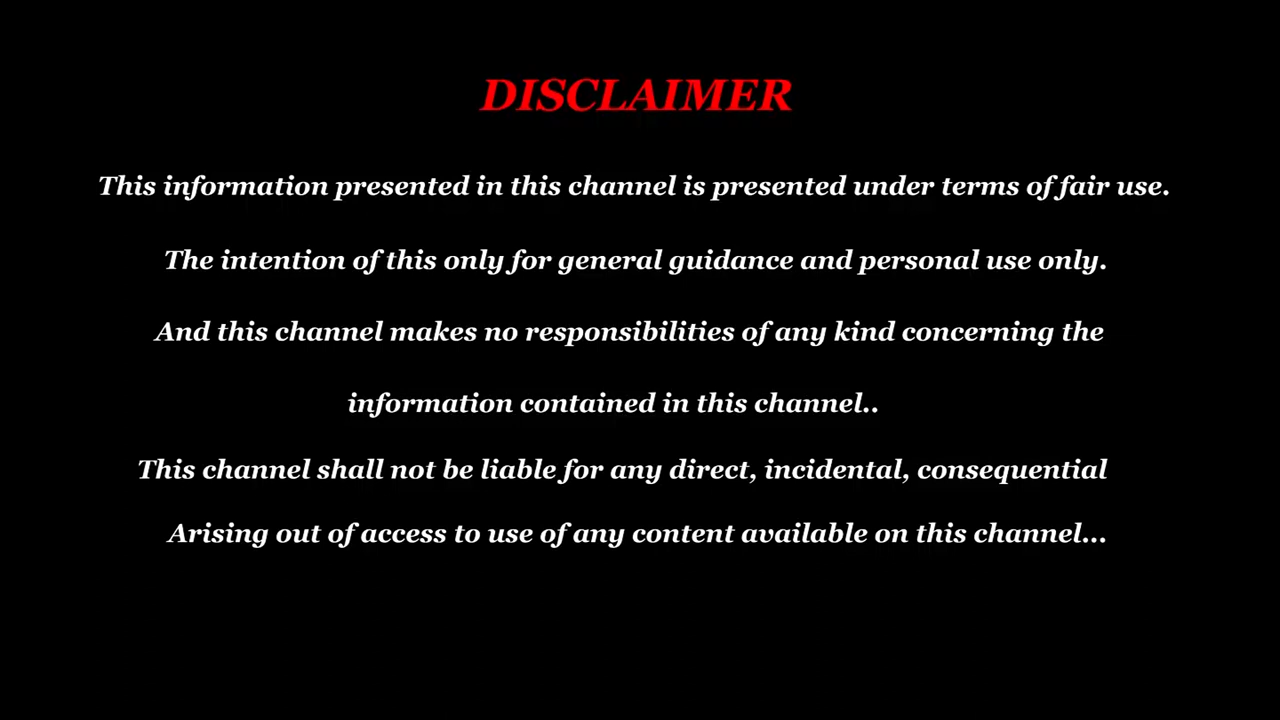 DISCLAIMER
This information presented in this channel is presented under terms of fair use.
The intention of this only for general guidance and personal use only.
And this channel makes no responsibilities of any kind concerning the
information contained in this channel..
This channel shall not be liable for any direct, incidental, consequential
Arising out of access to use of any content available on this channel...